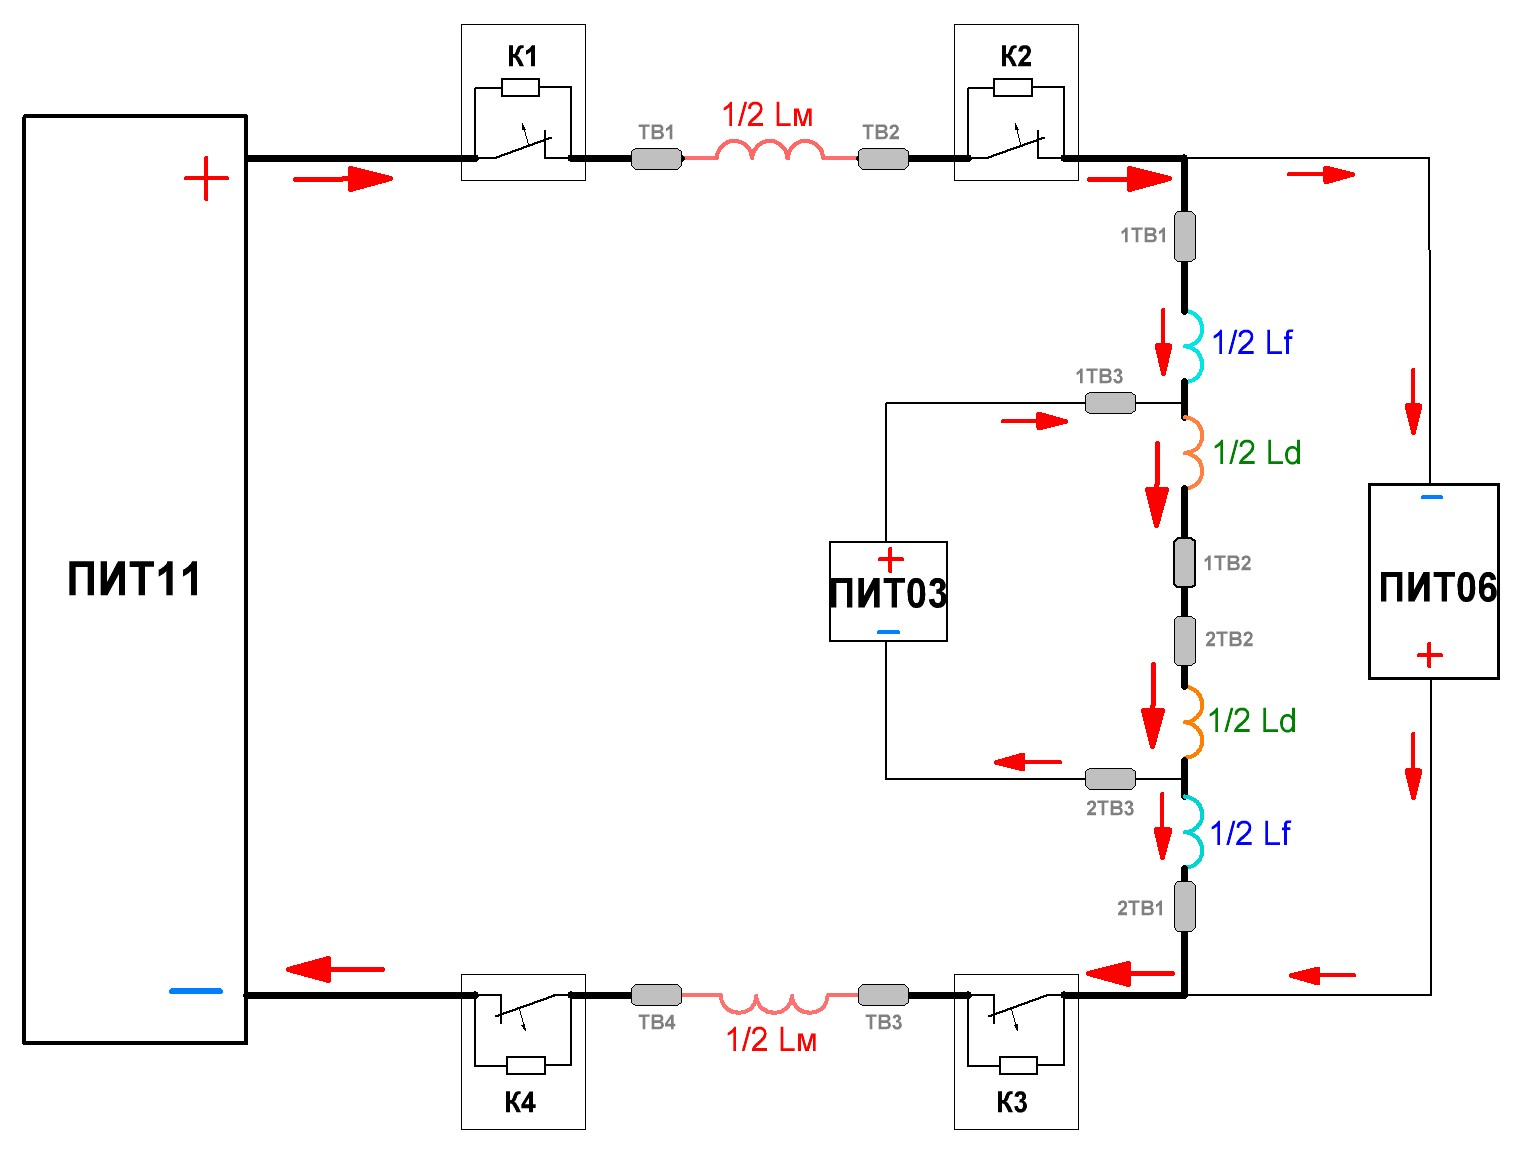 К1
К2
ТВ1
1/2 Lм
ТВ2
+
1ТВ1
1/2 Lf
1ТВ3
1/2 Ld
−
+
ПИТ11
ПИТ03
ПИТ06
1ТВ2
−
2ТВ2
+
1/2 Ld
2ТВ3
1/2 Lf
2ТВ1
−
ТВ4
ТВ3
1/2 Lм
К4
К3